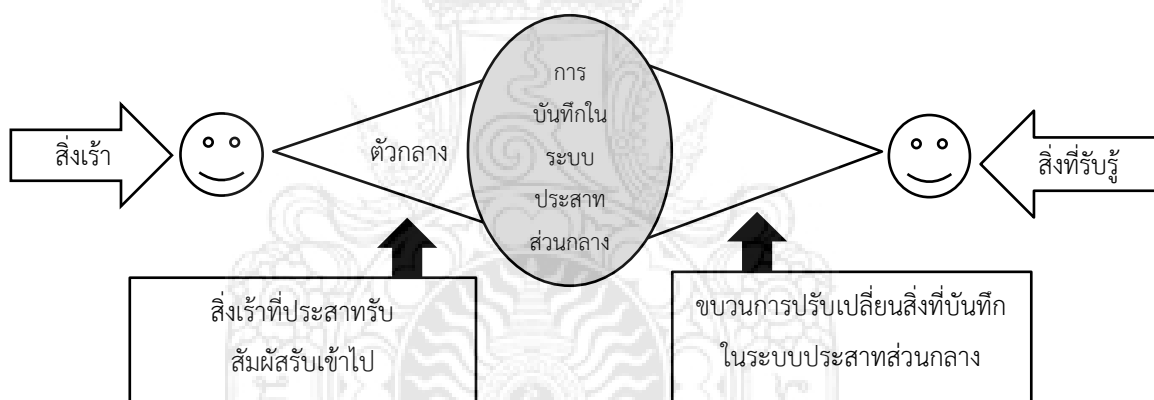 สิ่งเร้า
ตัวกลาง
การ
บันทึกใน
ระบบ
ประสาท
ส่วนกลาง
สิ่งที่รับรู้
สิ่งเร้าที่ประสาทรับ
สัมผัสรับเข้าไป
ขบวนการปรับเปลี่ยนสิ่งที่บันทึก
ในระบบประสาทส่วนกลาง